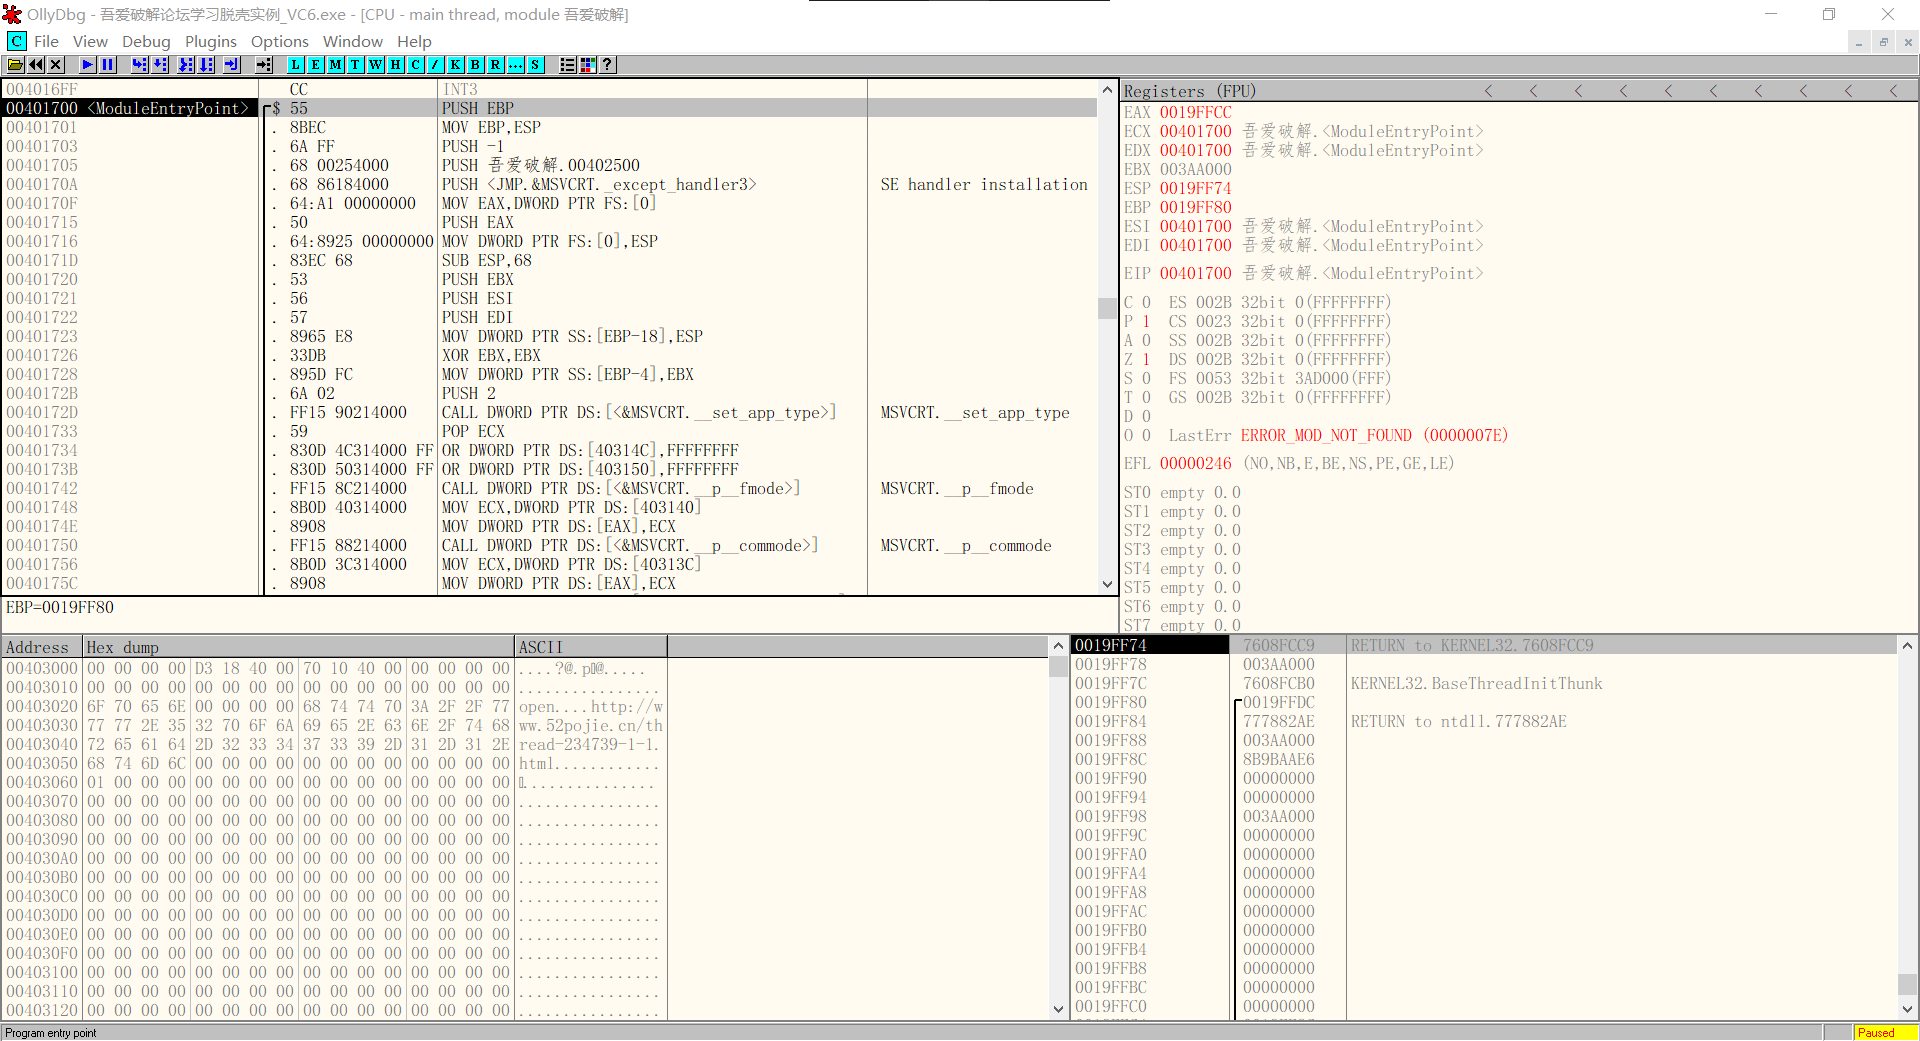 OllyDbg - 吾爱破解论坛学习脱壳实例_VC6.exe - [CPU - main thread, module 吾爱破解]
C File View Debug Plugins Options Window Help
L E M T W H C / K B R ... S ?
004016FF CC INT3
00401700 <ModuleEntryPoint> $ 55 PUSH EBP
00401701 . 8BEC MOV EBP,ESP
00401703 . 6A FF PUSH -1
00401705 . 68 00254000 PUSH 吾爱破解.00402500
0040170A . 68 86184000 PUSH <JMP.&MSVCRT._except_handler3> SE handler installation
0040170F . 64:A1 00000000 MOV EAX,DWORD PTR FS:[0]
00401715 . 50 PUSH EAX
00401716 . 64:8925 00000000 MOV DWORD PTR FS:[0],ESP
0040171D . 83EC 68 SUB ESP,68
00401720 . 53 PUSH EBX
00401721 . 56 PUSH ESI
00401722 . 57 PUSH EDI
00401723 . 8965 E8 MOV DWORD PTR SS:[EBP-18],ESP
00401726 . 33DB XOR EBX,EBX
00401728 . 895D FC MOV DWORD PTR SS:[EBP-4],EBX
0040172B . 6A 02 PUSH 2
0040172D . FF15 90214000 CALL DWORD PTR DS:[<&MSVCRT.__set_app_type>] MSVCRT.__set_app_type
00401733 . 59 POP ECX
00401734 . 830D 4C314000 FF OR DWORD PTR DS:[40314C],FFFFFFFF
0040173B . 830D 50314000 FF OR DWORD PTR DS:[403150],FFFFFFFF
00401742 . FF15 8C214000 CALL DWORD PTR DS:[<&MSVCRT.__p__fmode>] MSVCRT.__p__fmode
00401748 . 8B0D 40314000 MOV ECX,DWORD PTR DS:[403140]
0040174E . 8908 MOV DWORD PTR DS:[EAX],ECX
00401750 . FF15 88214000 CALL DWORD PTR DS:[<&MSVCRT.__p__commode>] MSVCRT.__p__commode
00401756 . 8B0D 3C314000 MOV ECX,DWORD PTR DS:[40313C]
0040175C . 8908 MOV DWORD PTR DS:[EAX],ECX
EBP=0019FF80
Registers (FPU) < < < < < < < < < <
EAX 0019FFCC
ECX 00401700 吾爱破解.<ModuleEntryPoint>
EDX 00401700 吾爱破解.<ModuleEntryPoint>
EBX 003AA000
ESP 0019FF74
EBP 0019FF80
ESI 00401700 吾爱破解.<ModuleEntryPoint>
EDI 00401700 吾爱破解.<ModuleEntryPoint>
EIP 00401700 吾爱破解.<ModuleEntryPoint>
C 0 ES 002B 32bit 0(FFFFFFFF)
P 1 CS 0023 32bit 0(FFFFFFFF)
A 0 SS 002B 32bit 0(FFFFFFFF)
Z 1 DS 002B 32bit 0(FFFFFFFF)
S 0 FS 0053 32bit 3AD000(FFF)
T 0 GS 002B 32bit 0(FFFFFFFF)
D 0
O 0 LastErr ERROR_MOD_NOT_FOUND (0000007E)
EFL 00000246 (NO,NB,E,BE,NS,PE,GE,LE)
ST0 empty 0.0
ST1 empty 0.0
ST2 empty 0.0
ST3 empty 0.0
ST4 empty 0.0
ST5 empty 0.0
ST6 empty 0.0
ST7 empty 0.0
Address Hex dump ASCII
00403000 00 00 00 00 D3 18 40 00 70 10 40 00 00 00 00 00 ....?@.p@.....
00403010 00 00 00 00 00 00 00 00 00 00 00 00 00 00 00 00 ................
00403020 6F 70 65 6E 00 00 00 00 68 74 74 70 3A 2F 2F 77 open....http://w
00403030 77 77 2E 35 32 70 6F 6A 69 65 2E 63 6E 2F 74 68 ww.52pojie.cn/th
00403040 72 65 61 64 2D 32 33 34 37 33 39 2D 31 2D 31 2E read-234739-1-1.
00403050 68 74 6D 6C 00 00 00 00 00 00 00 00 00 00 00 00 html............
00403060 01 00 00 00 00 00 00 00 00 00 00 00 00 00 00 00 ...............
00403070 00 00 00 00 00 00 00 00 00 00 00 00 00 00 00 00 ................
00403080 00 00 00 00 00 00 00 00 00 00 00 00 00 00 00 00 ................
00403090 00 00 00 00 00 00 00 00 00 00 00 00 00 00 00 00 ................
004030A0 00 00 00 00 00 00 00 00 00 00 00 00 00 00 00 00 ................
004030B0 00 00 00 00 00 00 00 00 00 00 00 00 00 00 00 00 ................
004030C0 00 00 00 00 00 00 00 00 00 00 00 00 00 00 00 00 ................
004030D0 00 00 00 00 00 00 00 00 00 00 00 00 00 00 00 00 ................
004030E0 00 00 00 00 00 00 00 00 00 00 00 00 00 00 00 00 ................
004030F0 00 00 00 00 00 00 00 00 00 00 00 00 00 00 00 00 ................
00403100 00 00 00 00 00 00 00 00 00 00 00 00 00 00 00 00 ................
00403110 00 00 00 00 00 00 00 00 00 00 00 00 00 00 00 00 ................
00403120 00 00 00 00 00 00 00 00 00 00 00 00 00 00 00 00 ................
0019FF74 7608FCC9 RETURN to KERNEL32.7608FCC9
0019FF78 003AA000
0019FF7C 7608FCB0 KERNEL32.BaseThreadInitThunk
0019FF80 0019FFDC
0019FF84 777882AE RETURN to ntdll.777882AE
0019FF88 003AA000
0019FF8C 8B9BAAE6
0019FF90 00000000
0019FF94 00000000
0019FF98 003AA000
0019FF9C 00000000
0019FFA0 00000000
0019FFA4 00000000
0019FFA8 00000000
0019FFAC 00000000
0019FFB0 00000000
0019FFB4 00000000
0019FFB8 00000000
0019FFBC 00000000
0019FFC0 00000000
Program entry point
Paused